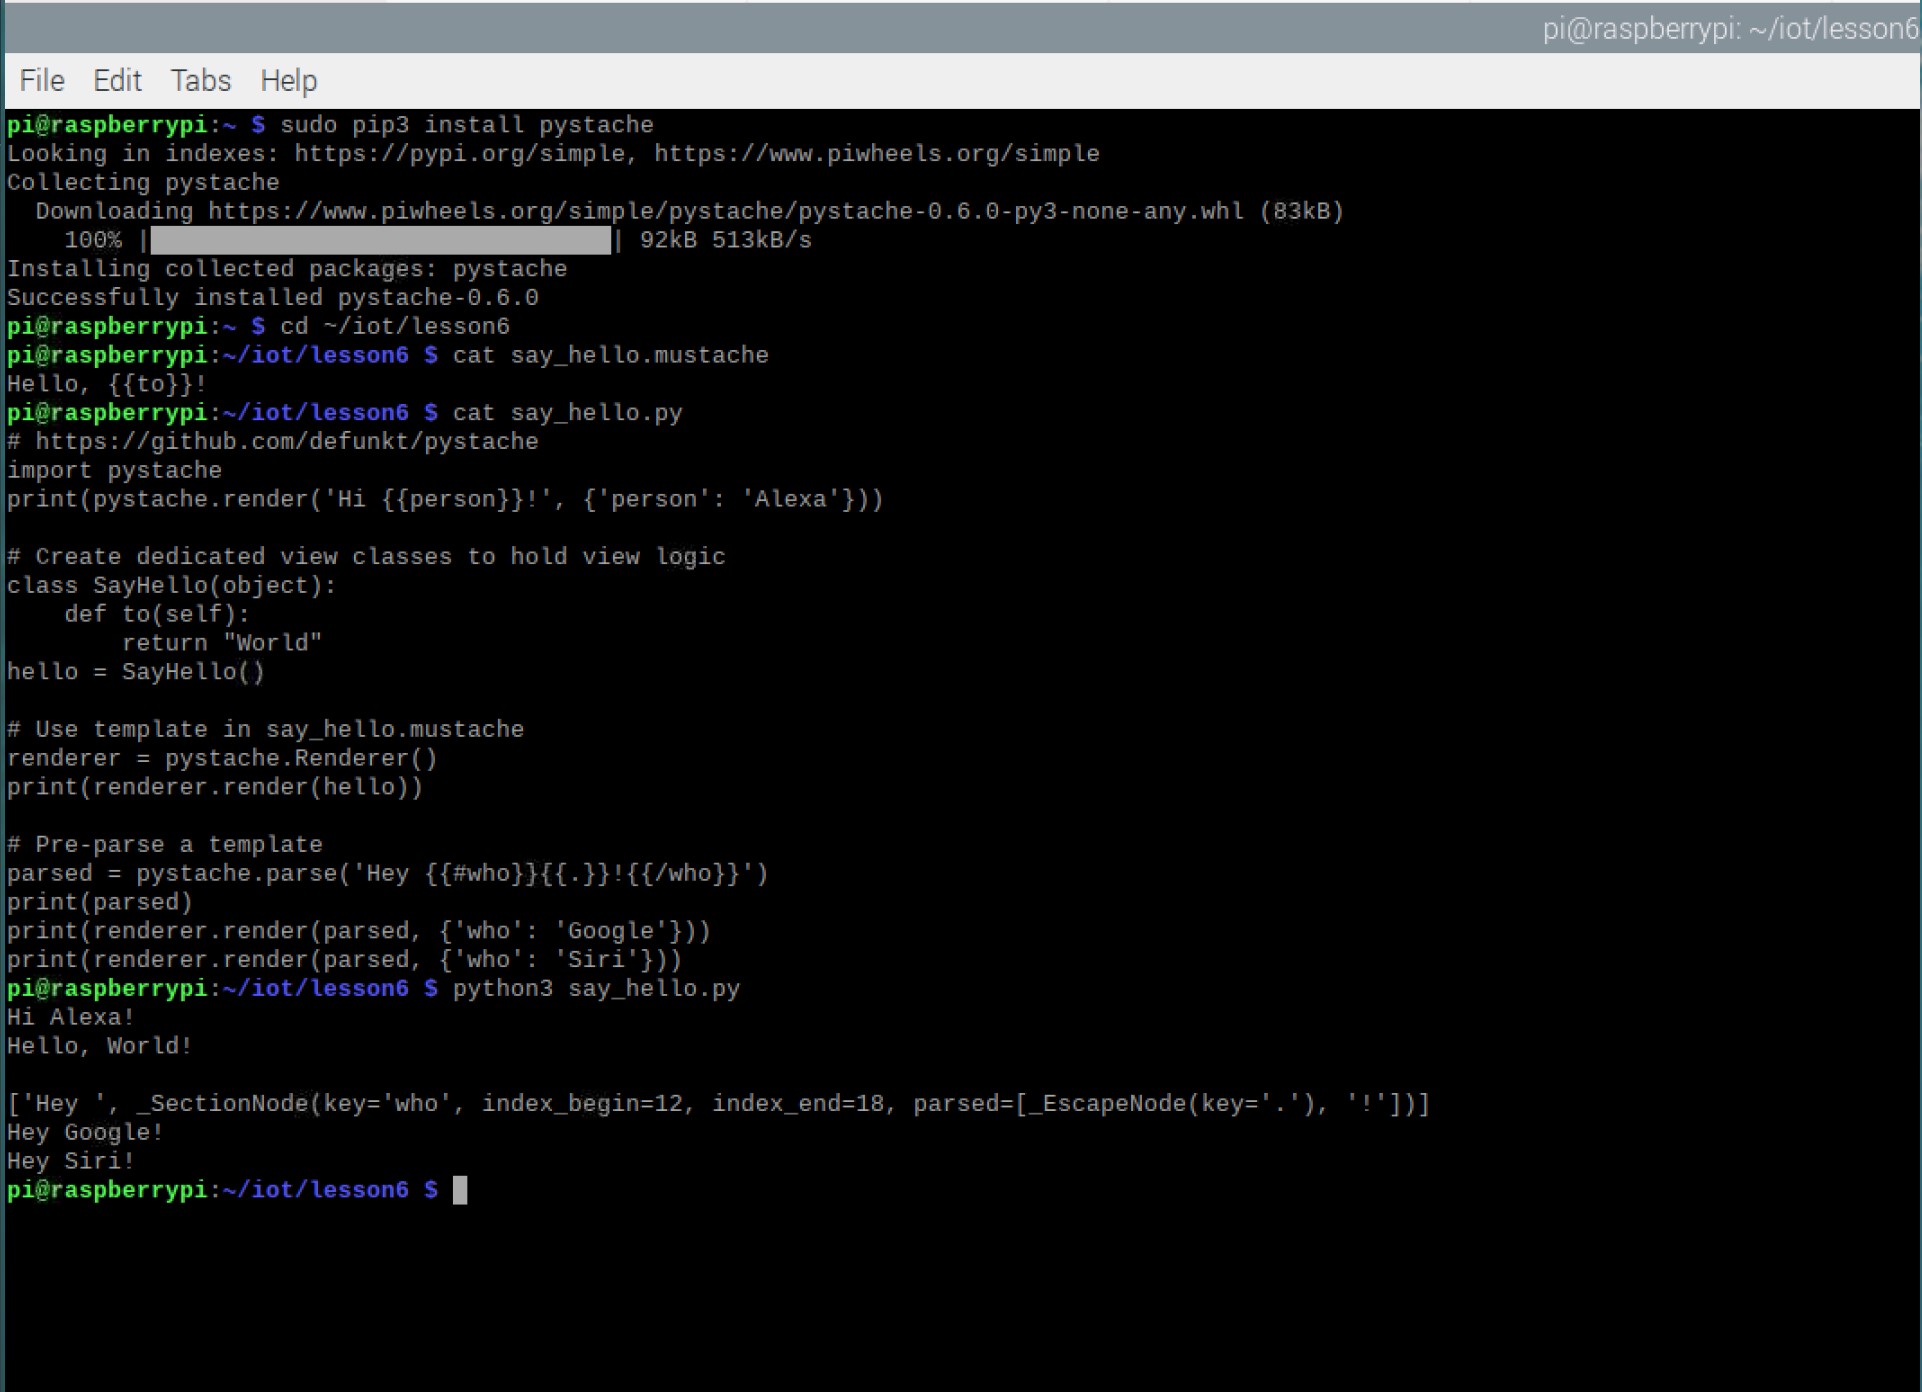 pi@raspberrypi: ~/iot/lesson6
File Edit Tabs Help
pi@raspberrypi:~ $ sudo pip3 install pystache
Looking in indexes: https://pypi.org/simple, https://www.piwheels.org/simple
Collecting pystache
  Downloading https://www.piwheels.org/simple/pystache/pystache-0.6.0-py3-none-any.whl (83kB)
    100% |████████████████████████████████| 92kB 513kB/s
Installing collected packages: pystache
Successfully installed pystache-0.6.0
pi@raspberrypi:~ $ cd ~/iot/lesson6
pi@raspberrypi:~/iot/lesson6 $ cat say_hello.mustache
Hello, {{to}}!
pi@raspberrypi:~/iot/lesson6 $ cat say_hello.py
# https://github.com/defunkt/pystache
import pystache
print(pystache.render('Hi {{person}}!', {'person': 'Alexa'}))

# Create dedicated view classes to hold view logic
class SayHello(object):
    def to(self):
        return "World"
hello = SayHello()

# Use template in say_hello.mustache
renderer = pystache.Renderer()
print(renderer.render(hello))

# Pre-parse a template
parsed = pystache.parse('Hey {{#who}}{{.}}!{{/who}}')
print(parsed)
print(renderer.render(parsed, {'who': 'Google'}))
print(renderer.render(parsed, {'who': 'Siri'}))
pi@raspberrypi:~/iot/lesson6 $ python3 say_hello.py
Hi Alexa!
Hello, World!

['Hey ', _SectionNode(key='who', index_begin=12, index_end=18, parsed=[_EscapeNode(key='.'), '!'])]
Hey Google!
Hey Siri!
pi@raspberrypi:~/iot/lesson6 $